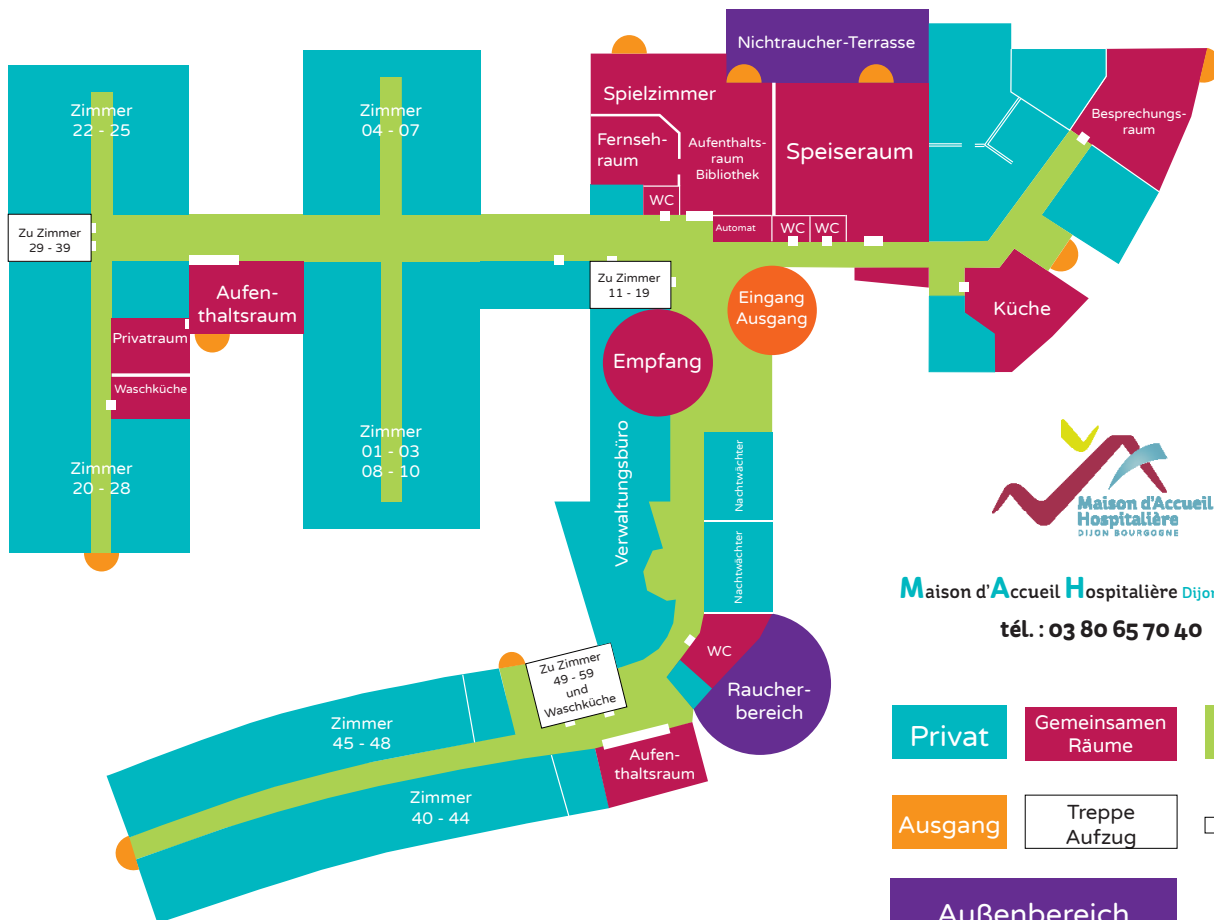 Nichtraucher-Terrasse
Zimmer
22 - 25
Zimmer
04 - 07
Spielzimmer
Fernseh-
raum
Aufenthalts-
raum
Bibliothek
Speiseraum
Besprechungs-
raum
WC
Automat
WC
WC
Zu Zimmer
29 - 39
Zu Zimmer
11 - 19
Aufen-
thaltsraum
Eingang
Ausgang
Küche
Privatraum
Empfang
Waschküche
Zimmer
20 - 28
Zimmer
01 - 03
08 - 10
Verwaltungsbüro
Nachtwächter
Nachtwächter
Maison d'Accueil
Hospitalière
DIJON BOURGOGNE
Maison d'Accueil Hospitalière Dijon
tél. : 03 80 65 70 40
Zu Zimmer
49 - 59
und
Waschküche
WC
Raucher-
bereich
Zimmer
45 - 48
Aufen-
thaltsraum
Zimmer
40 - 44
Privat
Gemeinsamen
Räume
Ausgang
Treppe
Aufzug
Außenbereich